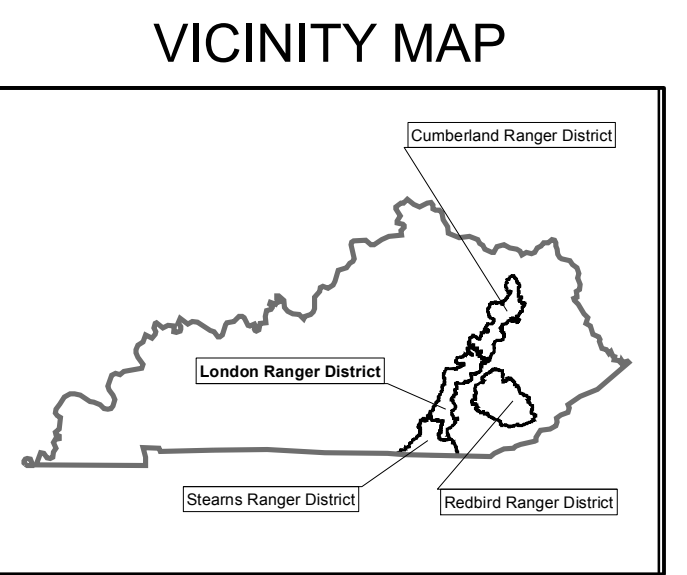 VICINITY MAP
Cumberland Ranger District
London Ranger District
Stearns Ranger District
Redbird Ranger District